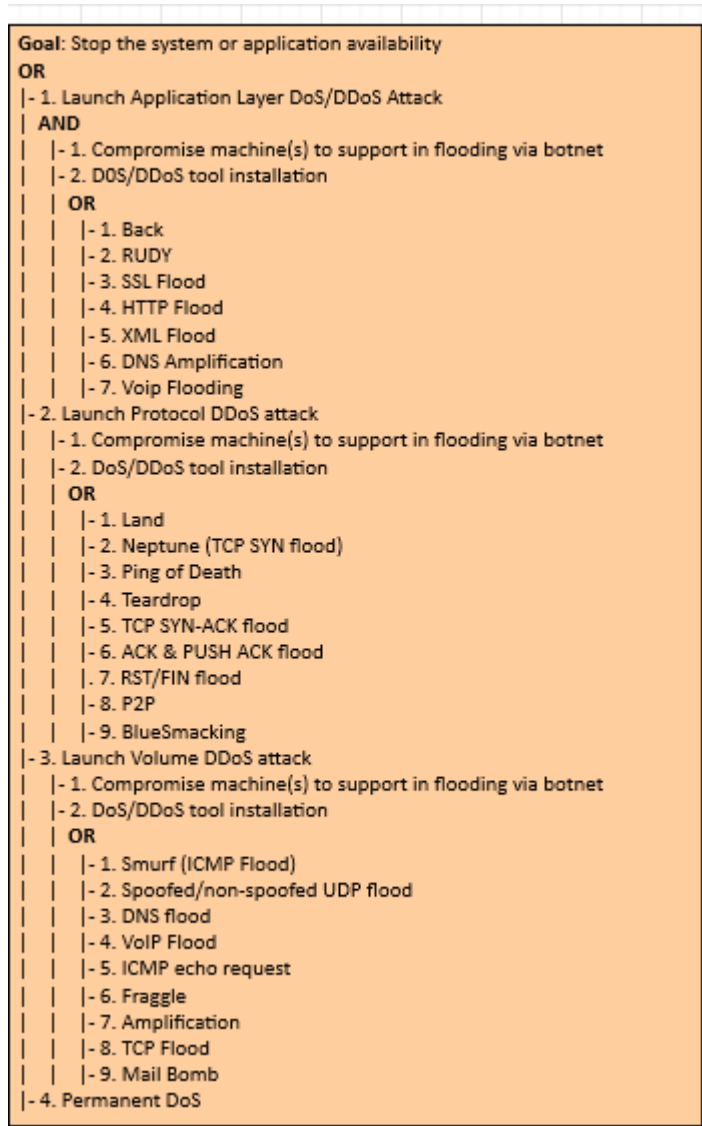 Goal: Stop the system or application availability
OR
|- 1. Launch Application Layer DoS/DDoS Attack
| AND
| |- 1. Compromise machine(s) to support in flooding via botnet
| |- 2. D0S/DDoS tool installation
| | OR
| | |- 1. Back
| | |- 2. RUDY
| | |- 3. SSL Flood
| | |- 4. HTTP Flood
| | |- 5. XML Flood
| | |- 6. DNS Amplification
| | |- 7. Voip Flooding
|- 2. Launch Protocol DDoS attack
| |- 1. Compromise machine(s) to support in flooding via botnet
| |- 2. DoS/DDoS tool installation
| | OR
| | |- 1. Land
| | |- 2. Neptune (TCP SYN flood)
| | |- 3. Ping of Death
| | |- 4. Teardrop
| | |- 5. TCP SYN-ACK flood
| | |- 6. ACK & PUSH ACK flood
| | |. 7. RST/FIN flood
| | |- 8. P2P
| | |- 9. BlueSmacking
|- 3. Launch Volume DDoS attack
| |- 1. Compromise machine(s) to support in flooding via botnet
| |- 2. DoS/DDoS tool installation
| | OR
| | |- 1. Smurf (ICMP Flood)
| | |- 2. Spoofed/non-spoofed UDP flood
| | |- 3. DNS flood
| | |- 4. VoIP Flood
| | |- 5. ICMP echo request
| | |- 6. Fraggle
| | |- 7. Amplification
| | |- 8. TCP Flood
| | |- 9. Mail Bomb
|- 4. Permanent DoS